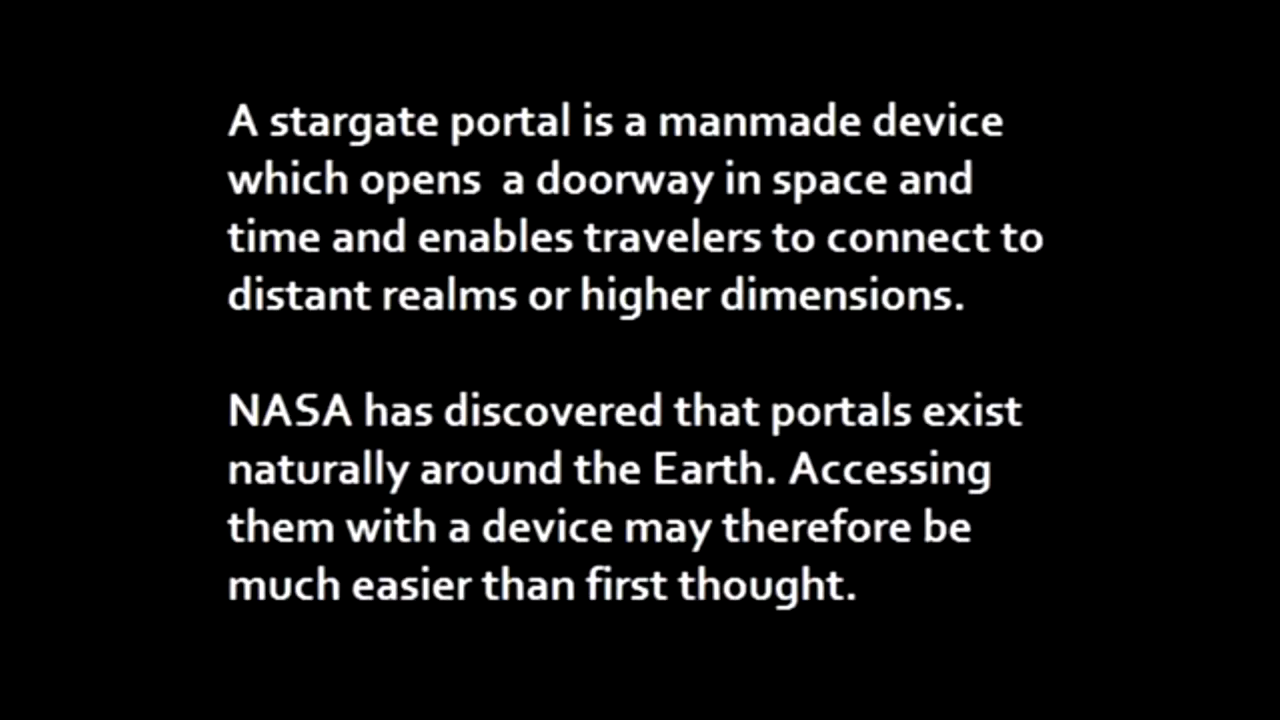 A stargate portal is a manmade device
which opens  a doorway in space and
time and enables travelers to connect to
distant realms or higher dimensions.
NASA has discovered that portals exist
naturally around the Earth. Accessing
them with a device may therefore be
much easier than first thought.